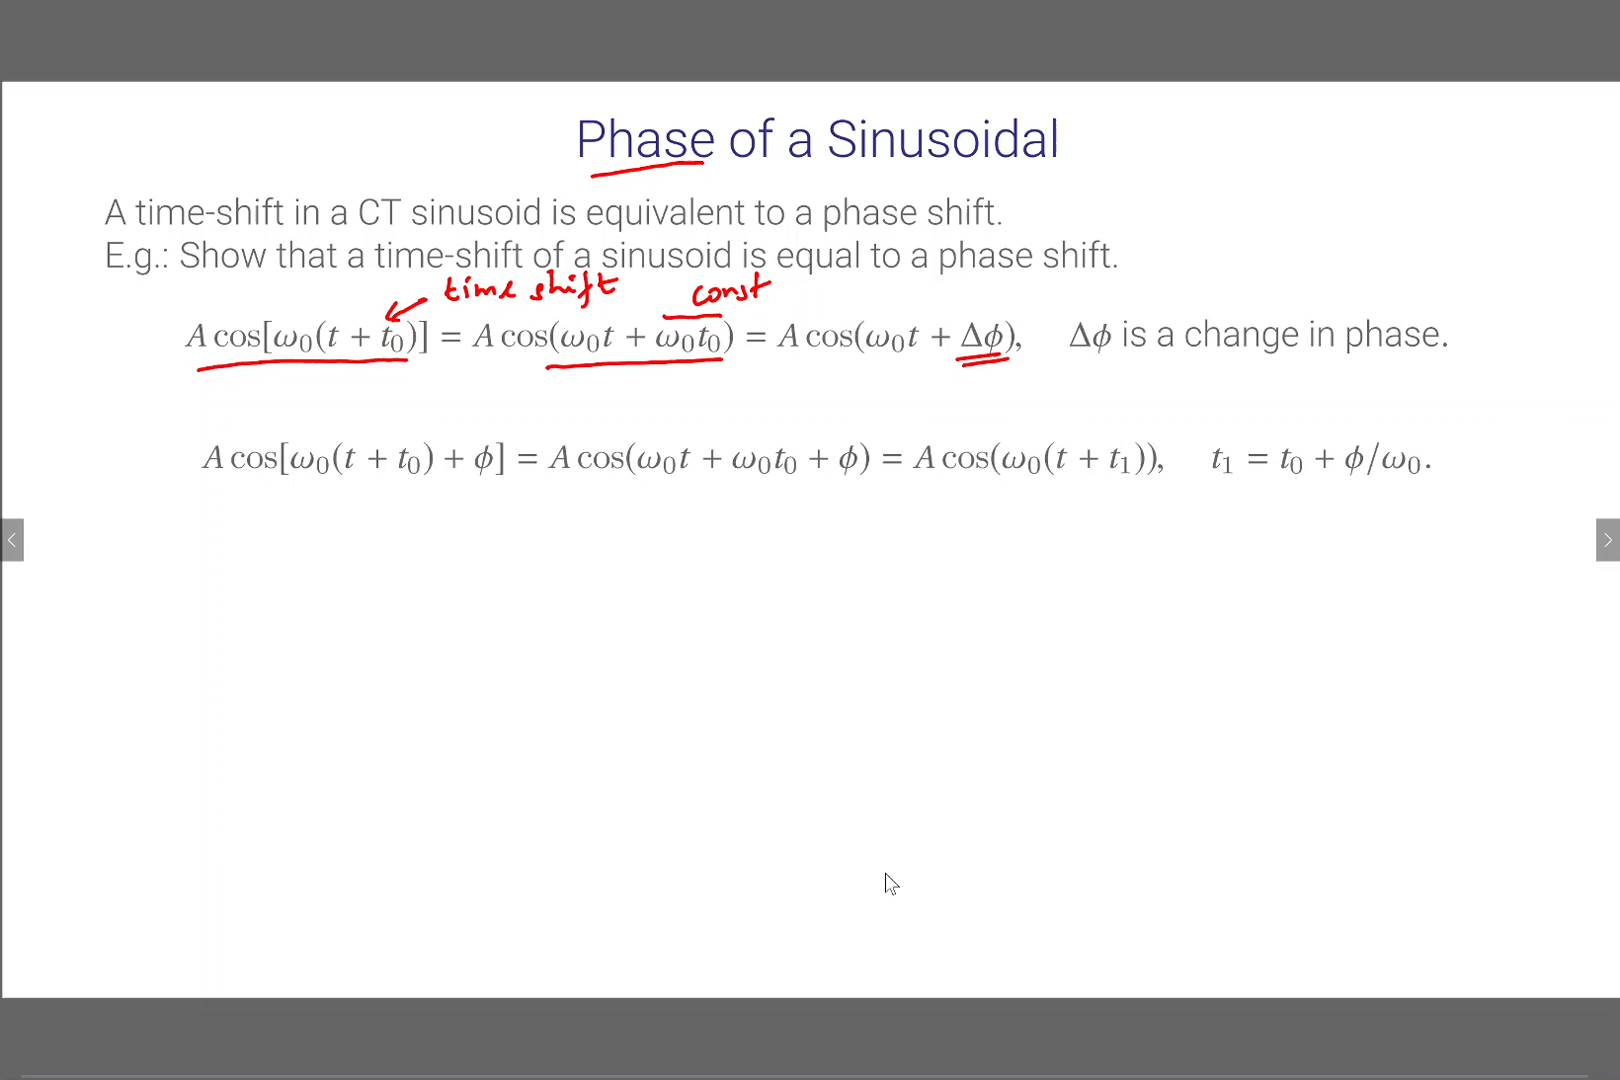 Phase of a Sinusoidal
A time-shift in a CT sinusoid is equivalent to a phase shift.
E.g.: Show that a time-shift of a sinusoid is equal to a phase shift.
time shift const
A cos[ω₀(t + t₀)] = A cos(ω₀t + ω₀t₀) = A cos(ω₀t + Δϕ), Δϕ is a change in phase.
A cos[ω₀(t + t₀) + ϕ] = A cos(ω₀t + ω₀t₀ + ϕ) = A cos(ω₀(t + t₁)), t₁ = t₀ + ϕ/ω₀.